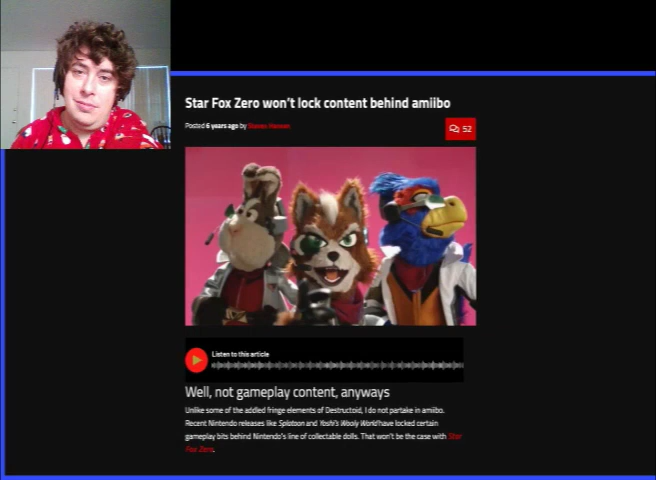 Star Fox Zero won't lock content behind amiibo
Posted 6 years ago by Steven Hansen
52
Listen to this article
Well, not gameplay content, anyways
Unlike some of the addled fringe elements of Destructoid, I do not partake in amiibo.
Recent Nintendo releases like Splatoon and Yoshi's Wooly World have locked certain
gameplay bits behind Nintendo's line of collectable dolls. That won't be the case with Star
Fox Zero.